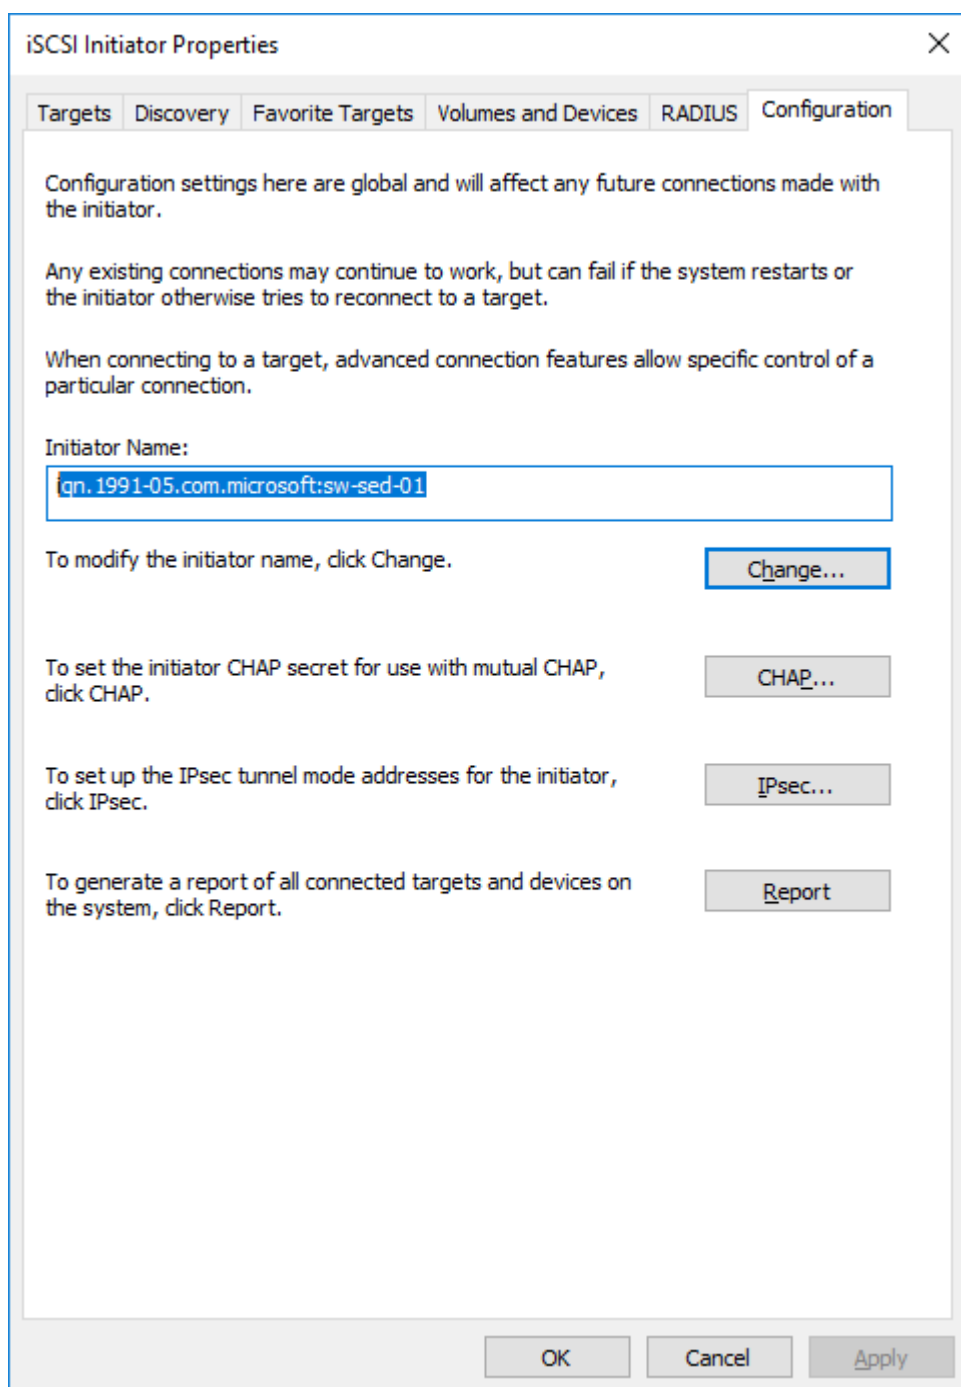 iSCSI Initiator Properties
Targets Discovery Favorite Targets Volumes and Devices RADIUS Configuration
Configuration settings here are global and will affect any future connections made with
the initiator.
Any existing connections may continue to work, but can fail if the system restarts or
the initiator otherwise tries to reconnect to a target.
When connecting to a target, advanced connection features allow specific control of a
particular connection.
Initiator Name:
iqn.1991-05.com.microsoft:sw-sed-01
To modify the initiator name, click Change.
Change...
To set the initiator CHAP secret for use with mutual CHAP,
click CHAP.
CHAP...
To set up the IPsec tunnel mode addresses for the initiator,
click IPsec.
IPsec...
To generate a report of all connected targets and devices on
the system, click Report.
Report
OK Cancel Apply